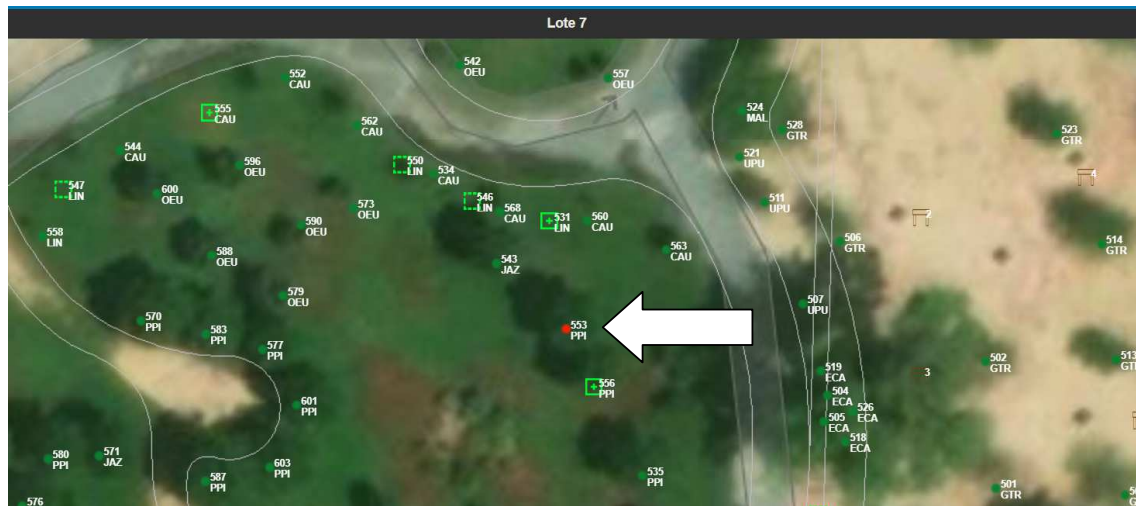 Lote 7
552
CAU
542
OEU
557
OEU
555
CAU
562
CAU
524
MAL
528
GTR
523
GTR
544
CAU
596
OEU
550
LIN
534
CAU
521
UPU
4
547
LIN
600
OEU
573
OEU
546
LIN
568
CAU
531
LIN
560
CAU
511
UPU
2
558
LIN
590
OEU
588
OEU
543
JAZ
563
CAU
506
GTR
514
GTR
579
OEU
507
UPU
570
PPI
583
PPI
577
PPI
553
PPI
502
GTR
513
519
ECA
3
556
PPI
504
ECA
526
ECA
601
PPI
505
ECA
518
ECA
580
PPI
571
JAZ
603
PPI
587
PPI
535
PPI
501
GTR
576